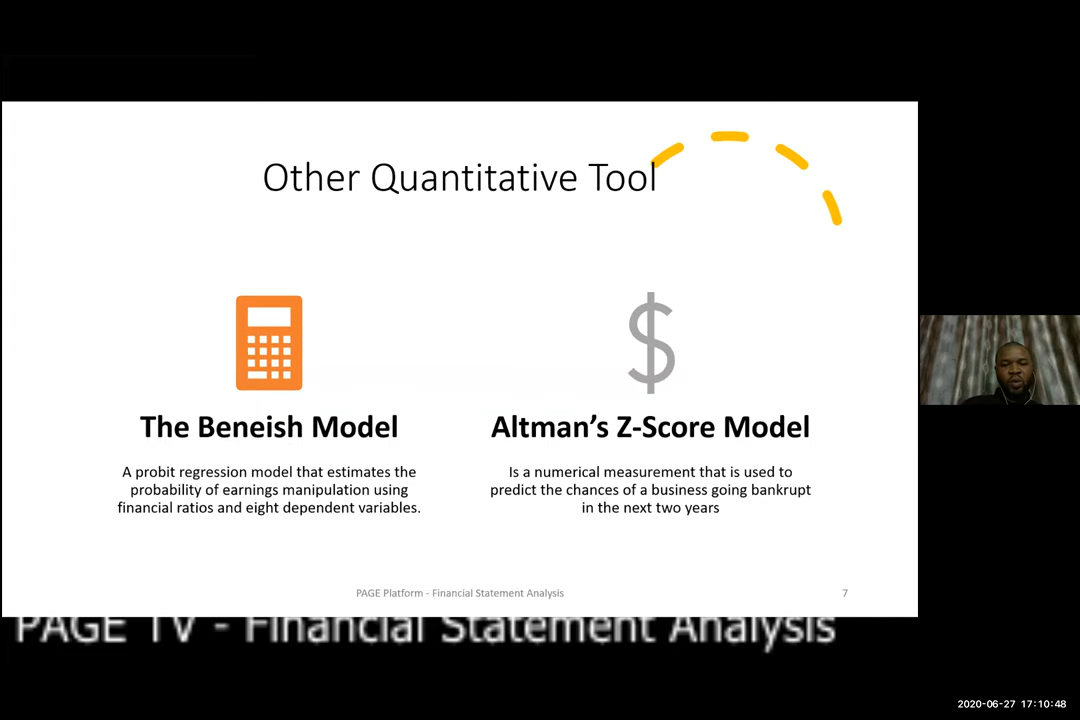 Other Quantitative Tool
The Beneish Model
A probit regression model that estimates the
probability of earnings manipulation using
financial ratios and eight dependent variables.
Altman’s Z-Score Model
Is a numerical measurement that is used to
predict the chances of a business going bankrupt
in the next two years
PAGE Platform - Financial Statement Analysis
7
PAGE TV - Financial Statement Analysis
2020-06-27 17:10:48